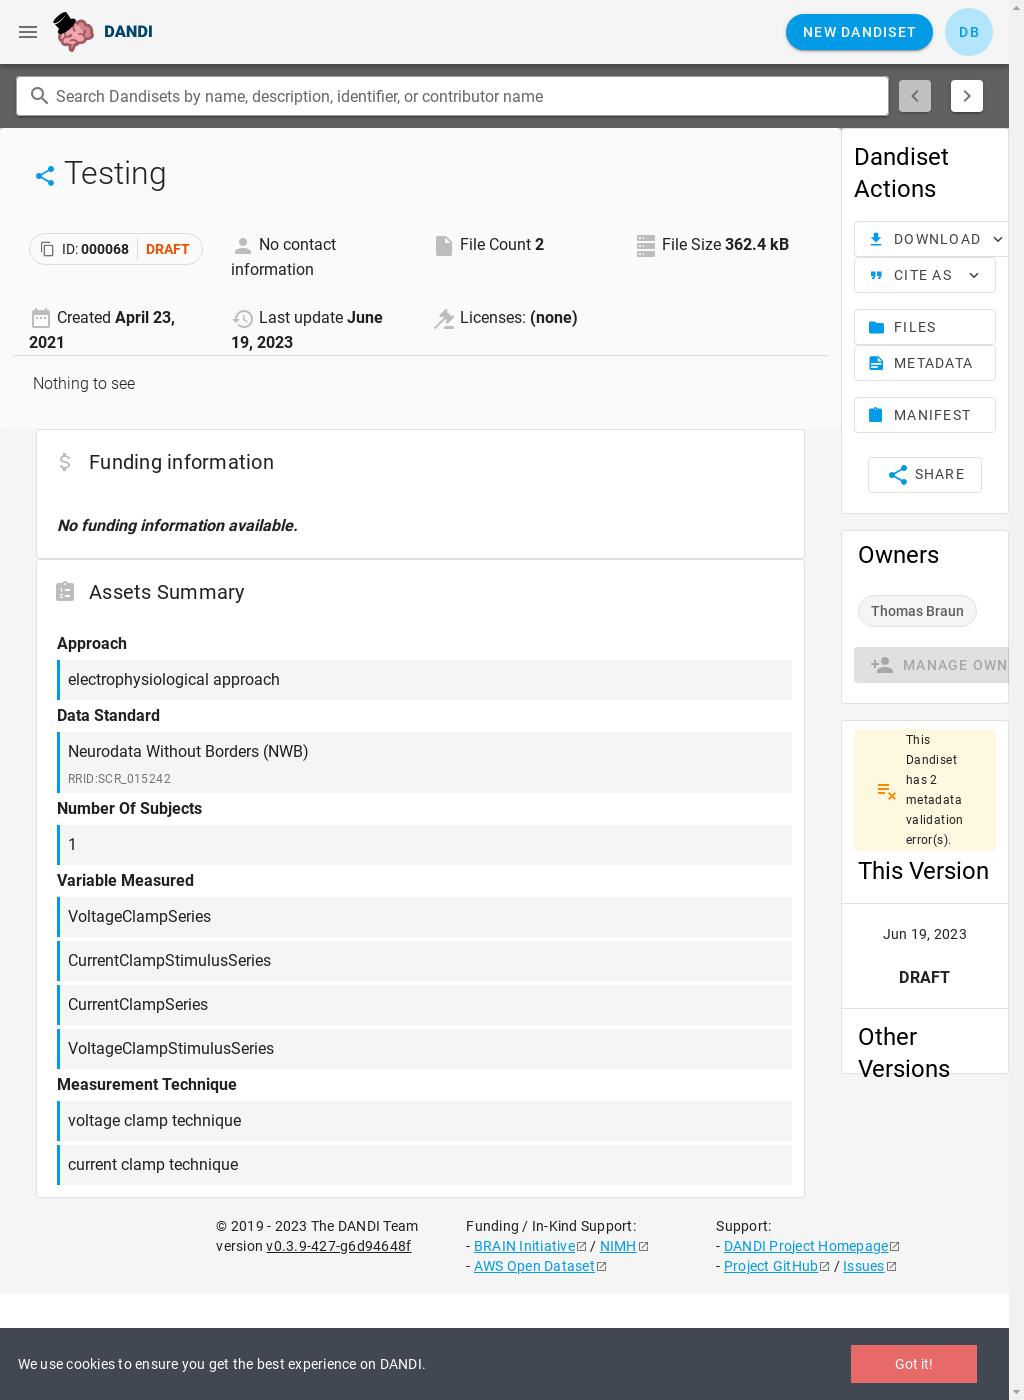 DANDI
NEW DANDISET
DB
Search Dandisets by name, description, identifier, or contributor name
Testing
ID: 000068 DRAFT
No contact
information
File Count 2
File Size 362.4 kB
Created April 23,
2021
Last update June
19, 2023
Licenses: (none)
Nothing to see
Funding information
No funding information available.
Assets Summary
Approach
electrophysiological approach
Data Standard
Neurodata Without Borders (NWB)
RRID:SCR_015242
Number Of Subjects
1
Variable Measured
VoltageClampSeries
CurrentClampStimulusSeries
CurrentClampSeries
VoltageClampStimulusSeries
Measurement Technique
voltage clamp technique
current clamp technique
Dandiset
Actions
DOWNLOAD
CITE AS
FILES
METADATA
MANIFEST
SHARE
Owners
Thomas Braun
MANAGE OWN
This
Dandiset
has 2
metadata
validation
error(s).
This Version
Jun 19, 2023
DRAFT
Other
Versions
© 2019 - 2023 The DANDI Team
version v0.3.9-427-g6d94648f
Funding / In-Kind Support:
- BRAIN Initiative / NIMH
- AWS Open Dataset
Support:
- DANDI Project Homepage
- Project GitHub / Issues
We use cookies to ensure you get the best experience on DANDI.
Got it!